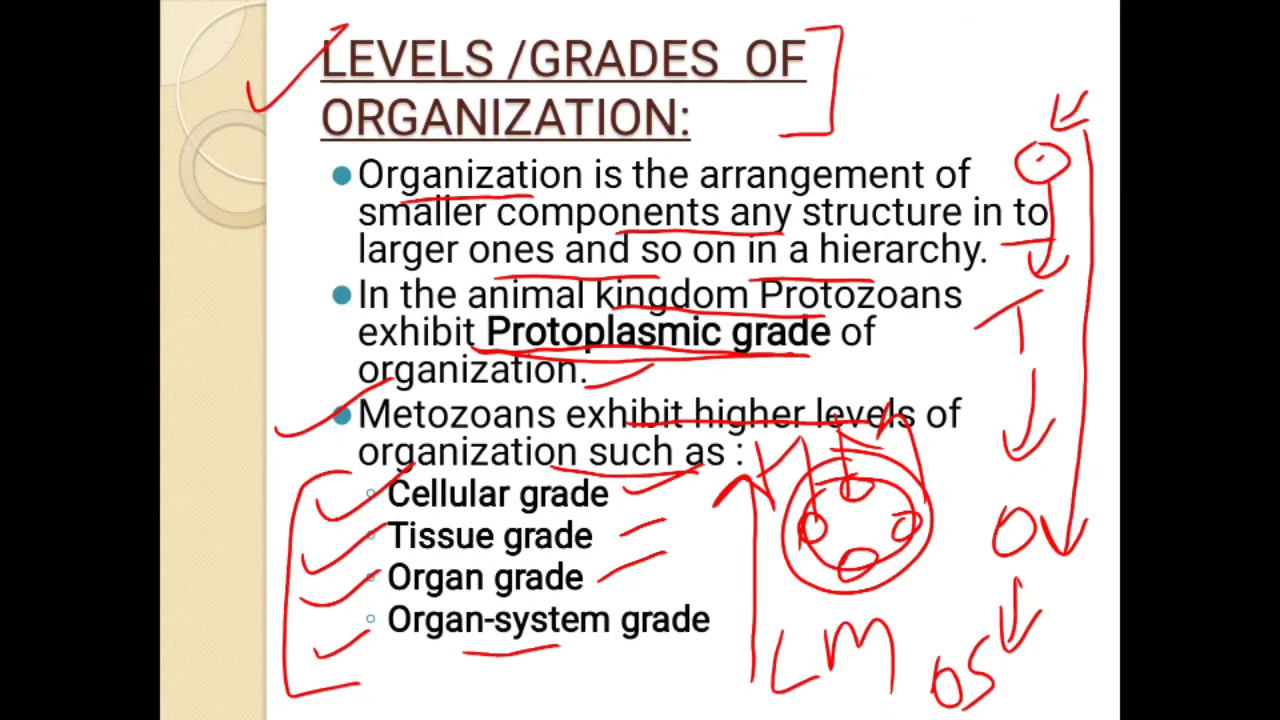 LEVELS /GRADES OF
ORGANIZATION:
Organization is the arrangement of
smaller components any structure in to
larger ones and so on in a hierarchy.
In the animal kingdom Protozoans
exhibit Protoplasmic grade of
organization.
Metozoans exhibit higher levels of
organization such as :
Cellular grade
Tissue grade
Organ grade
Organ-system grade
T
O
LM
OS